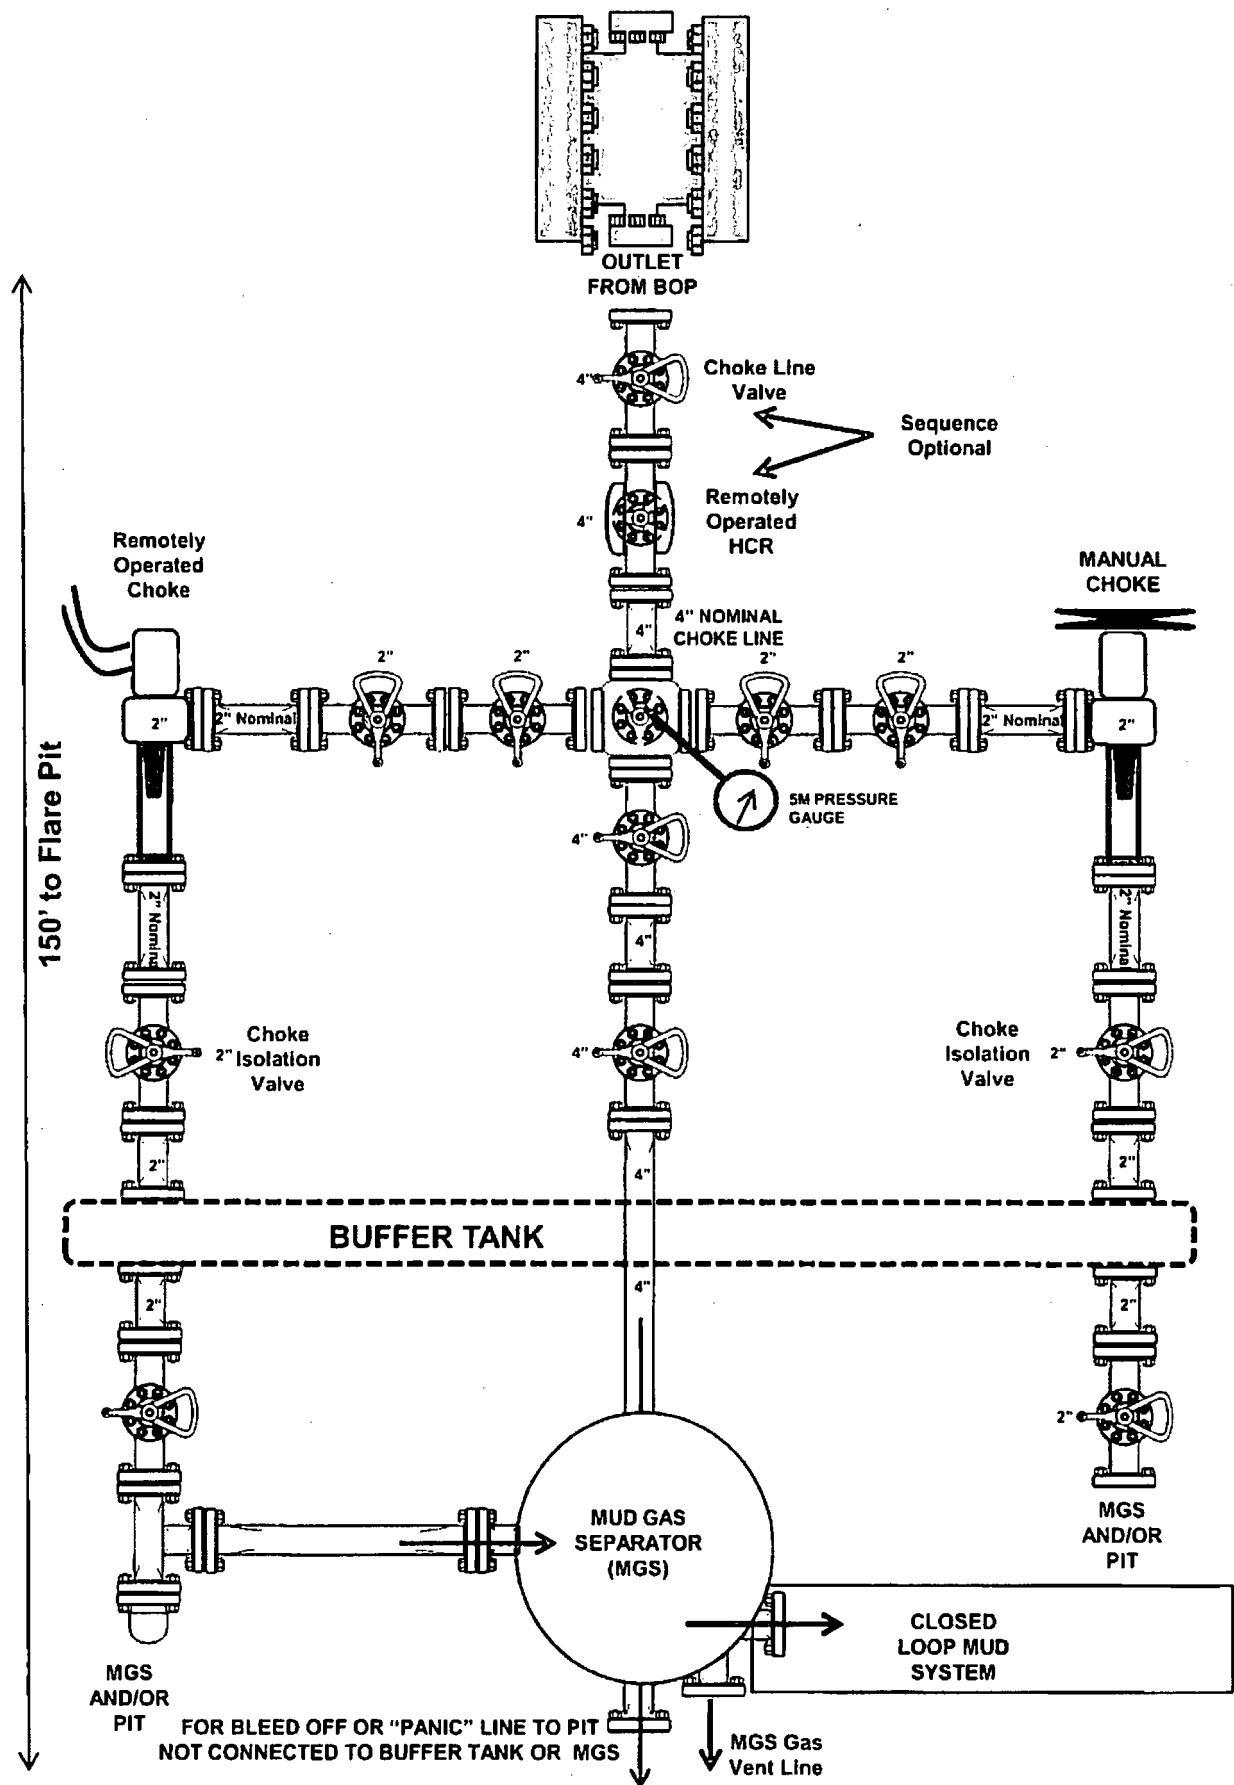 OUTLET
FROM BOP
4"
Choke Line
Valve
Sequence
Optional
4"
Remotely
Operated
HCR
Remotely
Operated
Choke
MANUAL
CHOKE
4"
4" NOMINAL
CHOKE LINE
2"
2"
2"
2"
2"
2" Nominal
2" Nominal
2"
5M PRESSURE
GAUGE
4"
150' to Flare Pit
2" Nominal
4"
2" Nominal
2"
Choke
Isolation
Valve
4"
Choke
Isolation
Valve
2"
2"
4"
2"
BUFFER TANK
4"
2"
2"
2"
MUD GAS
SEPARATOR
(MGS)
MGS
AND/OR
PIT
CLOSED
LOOP MUD
SYSTEM
MGS
AND/OR
PIT
FOR BLEED OFF OR "PANIC" LINE TO PIT
NOT CONNECTED TO BUFFER TANK OR MGS
MGS Gas
Vent Line